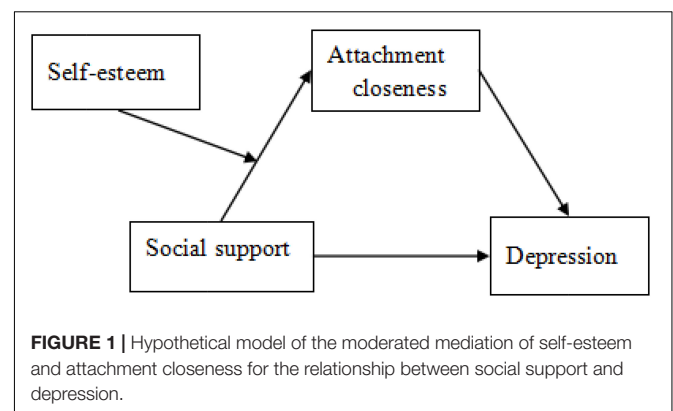 Self-esteem
Attachment
closeness
Social support
Depression
FIGURE 1 | Hypothetical model of the moderated mediation of self-esteem
and attachment closeness for the relationship between social support and
depression.